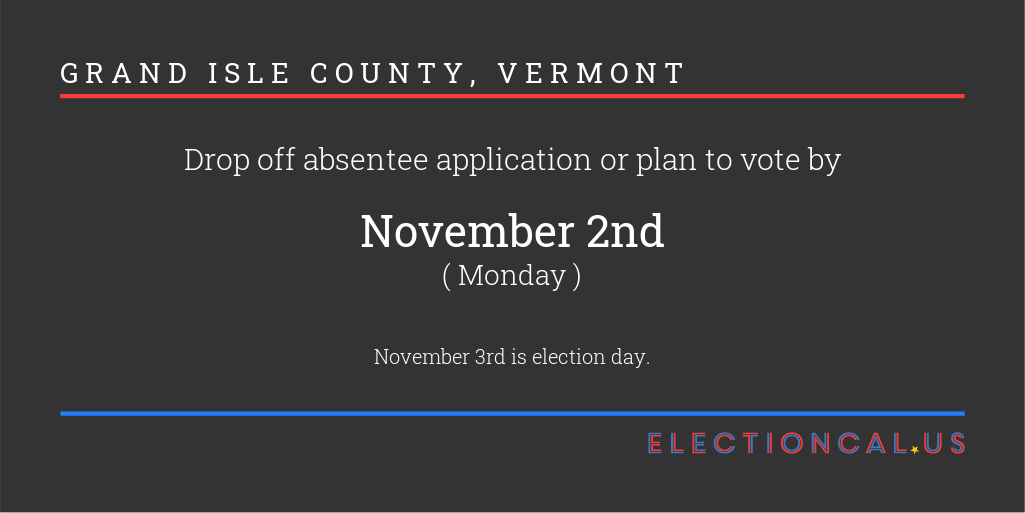 GRAND ISLE COUNTY, VERMONT
Drop off absentee application or plan to vote by
November 2nd
( Monday )
November 3rd is election day.
ELECTIONCAL.US